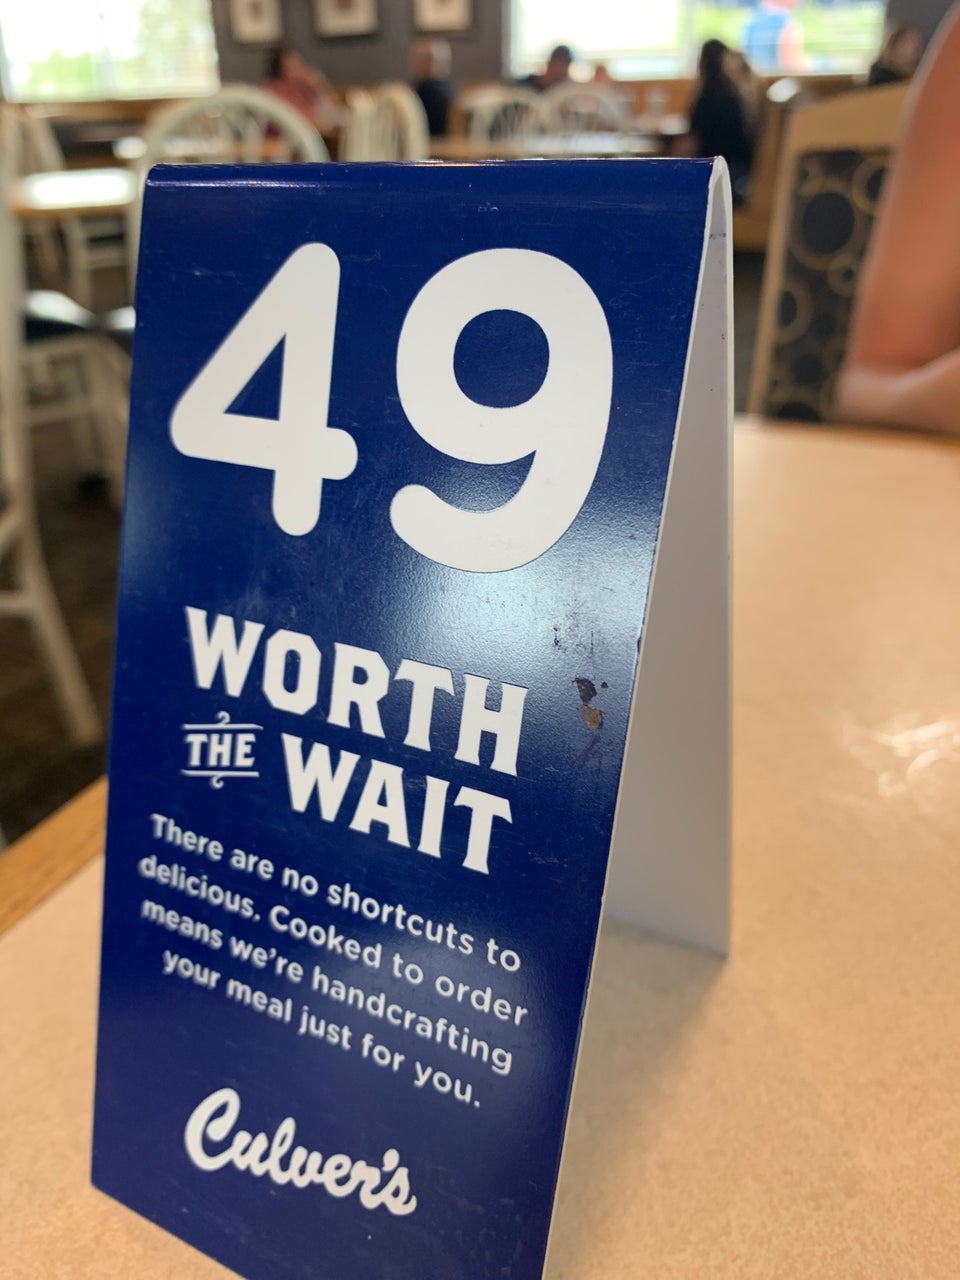 49
WORTH
THE WAIT
There are no shortcuts to
delicious. Cooked to order
means we're handcrafting
your meal just for you.
Culver's